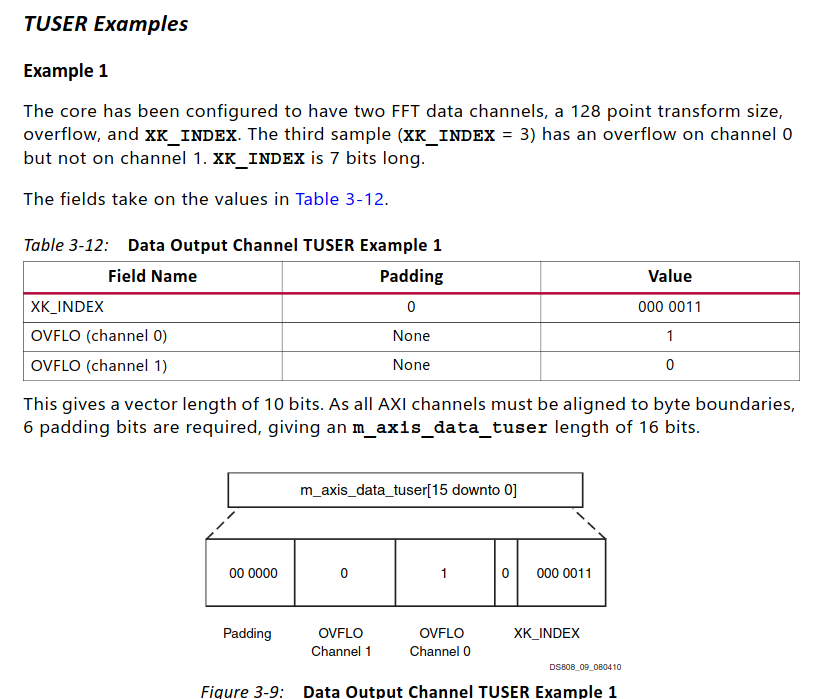 TUSER Examples
Example 1
The core has been configured to have two FFT data channels, a 128 point transform size,
overflow, and XK_INDEX. The third sample (XK_INDEX = 3) has an overflow on channel 0
but not on channel 1. XK_INDEX is 7 bits long.
The fields take on the values in Table 3-12.
Table 3-12: Data Output Channel TUSER Example 1
Field Name Padding Value
XK_INDEX 0 000 0011
OVFLO (channel 0) None 1
OVFLO (channel 1) None 0
This gives a vector length of 10 bits. As all AXI channels must be aligned to byte boundaries,
6 padding bits are required, giving an m_axis_data_tuser length of 16 bits.
m_axis_data_tuser[15 downto 0]
00 0000 0 1 0 000 0011
Padding OVFLO OVFLO XK_INDEX
Channel 1 Channel 0
DS808_09_080410
Figure 3-9: Data Output Channel TUSER Example 1